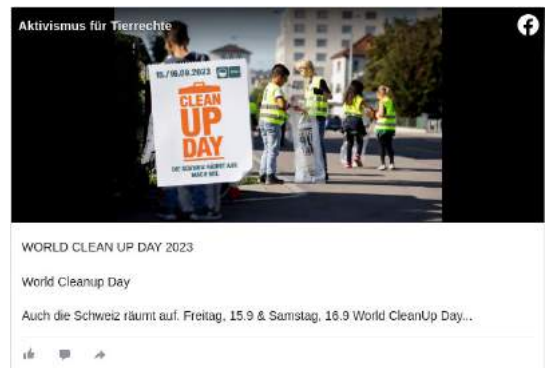 Aktivismus für Tierrechte
15./16.09.2023
CLEAN
UP
DAY
DIE SCHWEIZ RÄUMT AUF.
MACH MIT.
WORLD CLEAN UP DAY 2023
World Cleanup Day
Auch die Schweiz räumt auf. Freitag, 15.9 & Samstag, 16.9 World CleanUp Day...